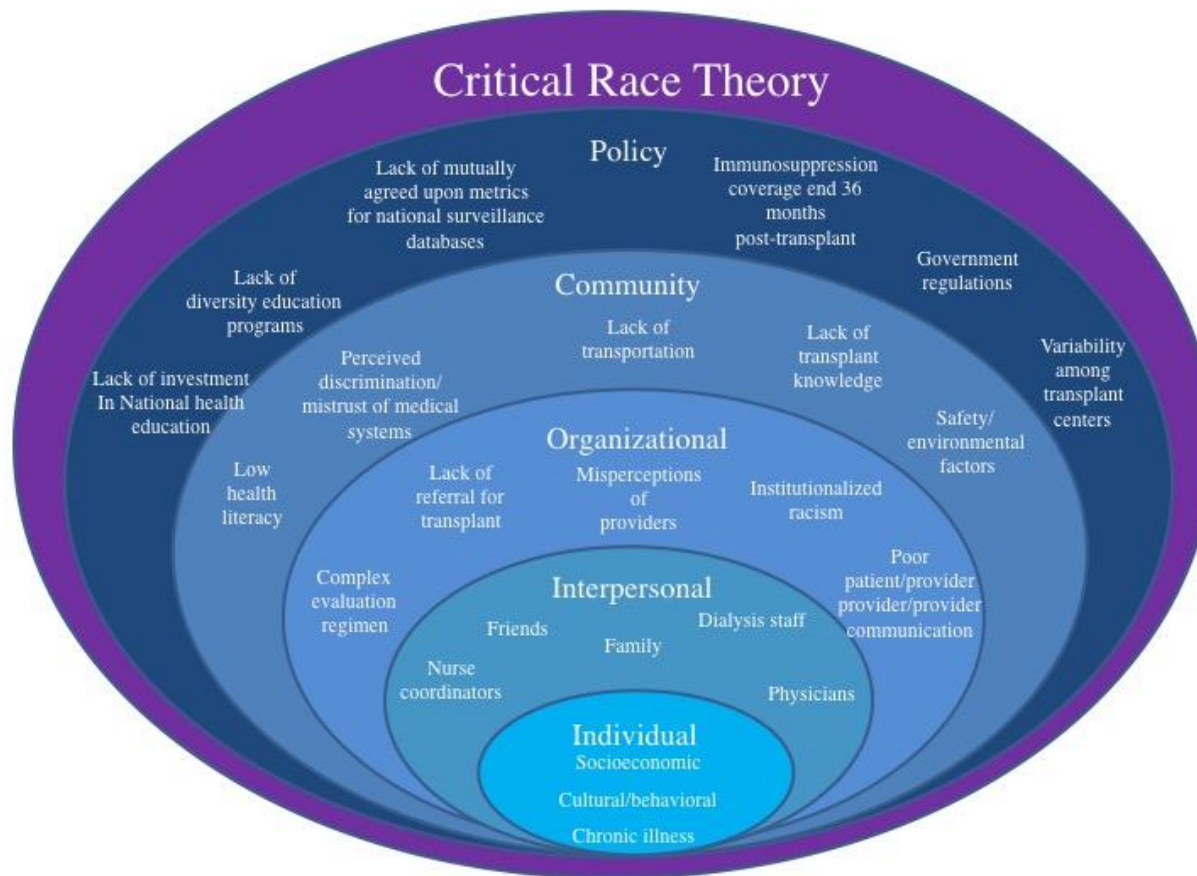 Critical Race Theory
Policy
Lack of mutually
agreed upon metrics
for national surveillance
databases
Immunosuppression
coverage end 36
months
post-transplant
Government
regulations
Lack of
diversity education
programs
Variability
among
transplant
centers
Lack of investment
In National health
education
Community
Lack of
transportation
Lack of
transplant
knowledge
Perceived
discrimination/
mistrust of medical
systems
Safety/
environmental
factors
Low
health
literacy
Organizational
Lack of
referral for
transplant
Misperceptions
of
providers
Institutionalized
racism
Complex
evaluation
regimen
Poor
patient/provider
provider/provider
communication
Interpersonal
Friends
Family
Dialysis staff
Nurse
coordinators
Physicians
Individual
Socioeconomic
Cultural/behavioral
Chronic illness